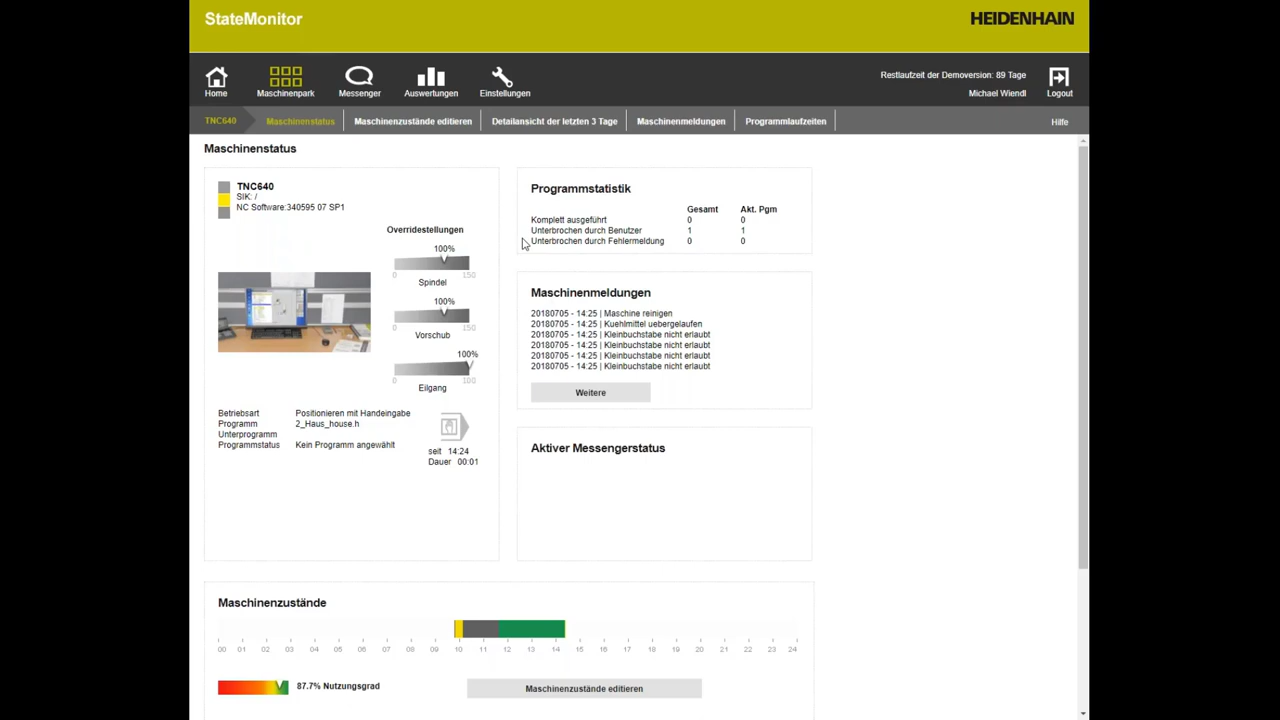 StateMonitor
HEIDENHAIN
Home
Maschinenpark
Messenger
Auswertungen
Einstellungen
Restlaufzeit der Demoversion: 89 Tage
Michael Wiendl
Logout
TNC640
Maschinenstatus
Maschinenzustände editieren
Detailansicht der letzten 3 Tage
Maschinenmeldungen
Programmlaufzeiten
Hilfe
Maschinenstatus
TNC640
SIK: /
NC Software:340595 07 SP1
Overridestellungen
100%
0 150
Spindel
100%
0 150
Vorschub
100%
0 100
Eilgang
Betriebsart Positionieren mit Handeingabe
Programm 2_Haus_house.h
Unterprogramm
Programmstatus Kein Programm angewählt
seit 14:24
Dauer 00:01
Programmstatistik
Gesamt Akt. Pgm
Komplett ausgeführt 0 0
Unterbrochen durch Benutzer 1 1
Unterbrochen durch Fehlermeldung 0 0
Maschinenmeldungen
20180705 - 14:25 | Maschine reinigen
20180705 - 14:25 | Kuehlmittel uebergelaufen
20180705 - 14:25 | Kleinbuchstabe nicht erlaubt
20180705 - 14:25 | Kleinbuchstabe nicht erlaubt
20180705 - 14:25 | Kleinbuchstabe nicht erlaubt
20180705 - 14:25 | Kleinbuchstabe nicht erlaubt
Weitere
Aktiver Messengerstatus
Maschinenzustände
00 01 02 03 04 05 06 07 08 09 10 11 12 13 14 15 16 17 18 19 20 21 22 23 24
87.7% Nutzungsgrad
Maschinenzustände editieren